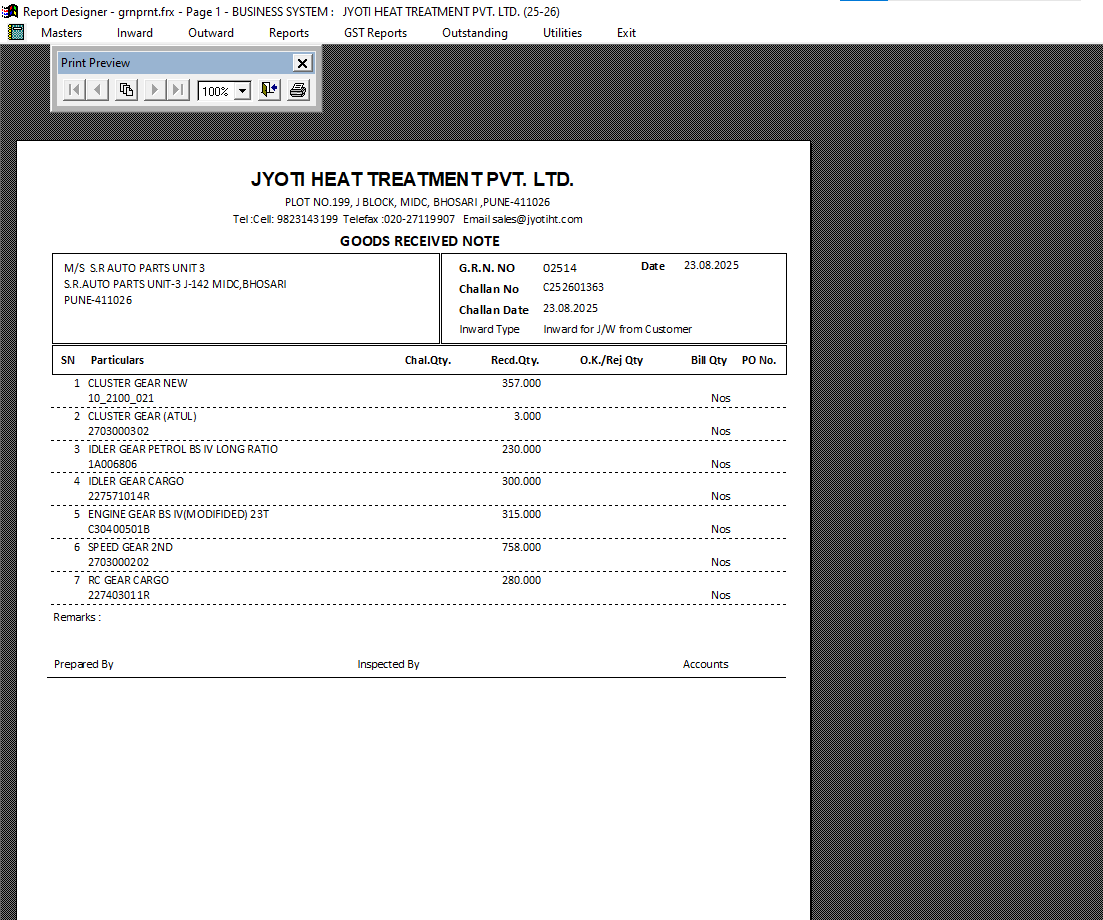 Report Designer - grnprnt.frx - Page 1 - BUSINESS SYSTEM : JYOTI HEAT TREATMENT PVT. LTD. (25-26)
Masters Inward Outward Reports GST Reports Outstanding Utilities Exit
Print Preview
100%
JYOTI HEAT TREATMENT PVT. LTD.
PLOT NO.199, J BLOCK, MIDC, BHOSARI ,PUNE-411026
Tel :Cell: 9823143199 Telefax :020-27119907 Email sales@jyotiht.com
GOODS RECEIVED NOTE
M/S S.R AUTO PARTS UNIT 3
S.R.AUTO PARTS UNIT-3 J-142 MIDC,BHOSARI
PUNE-411026
G.R.N. NO 02514 Date 23.08.2025
Challan No C252601363
Challan Date 23.08.2025
Inward Type Inward for J/W from Customer
SN Particulars Chal.Qty. Recd.Qty. O.K./Rej Qty Bill Qty PO No.
1 CLUSTER GEAR NEW 357.000
10_2100_021 Nos
2 CLUSTER GEAR (ATUL) 3.000
2703000302 Nos
3 IDLER GEAR PETROL BS IV LONG RATIO 230.000
1A006806 Nos
4 IDLER GEAR CARGO 300.000
227571014R Nos
5 ENGINE GEAR BS IV(MODIFIDED) 23T 315.000
C30400501B Nos
6 SPEED GEAR 2ND 758.000
2703000202 Nos
7 RC GEAR CARGO 280.000
227403011R Nos
Remarks :
Prepared By Inspected By Accounts